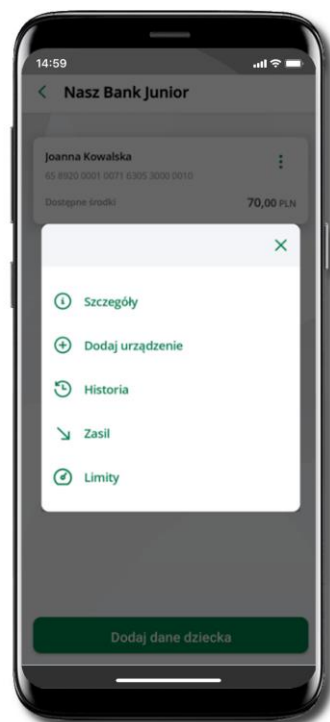 14:59
Nasz Bank Junior
Joanna Kowalska
65 8920 0001 0071 6305 3000 0010
Dostępne środki 70,00 PLN
Szczegóły
Dodaj urządzenie
Historia
Zasil
Limity
Dodaj dane dziecka